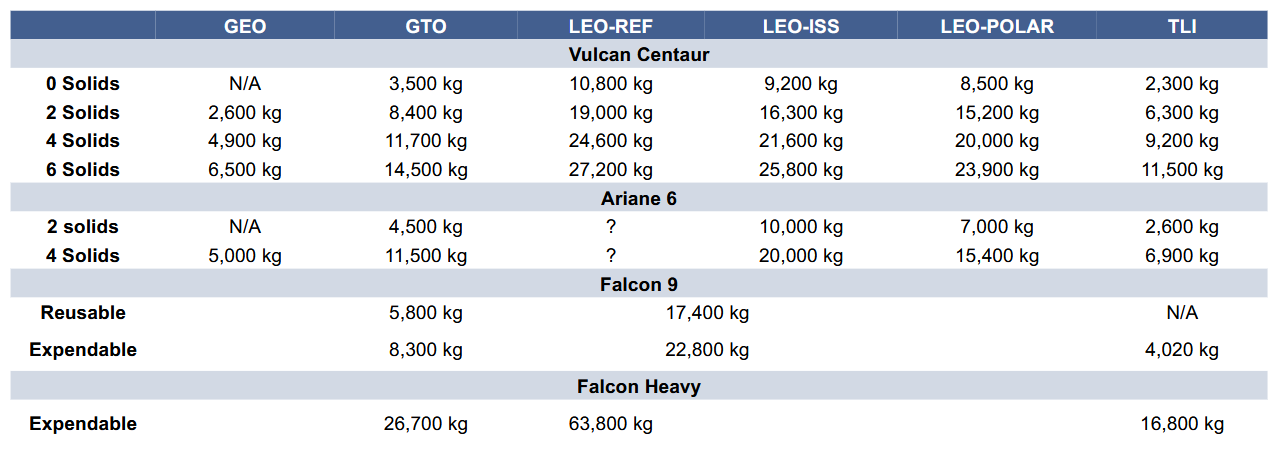 GEO GTO LEO-REF LEO-ISS LEO-POLAR TLI
Vulcan Centaur
0 Solids N/A 3,500 kg 10,800 kg 9,200 kg 8,500 kg 2,300 kg
2 Solids 2,600 kg 8,400 kg 19,000 kg 16,300 kg 15,200 kg 6,300 kg
4 Solids 4,900 kg 11,700 kg 24,600 kg 21,600 kg 20,000 kg 9,200 kg
6 Solids 6,500 kg 14,500 kg 27,200 kg 25,800 kg 23,900 kg 11,500 kg
Ariane 6
2 solids N/A 4,500 kg ? 10,000 kg 7,000 kg 2,600 kg
4 Solids 5,000 kg 11,500 kg ? 20,000 kg 15,400 kg 6,900 kg
Falcon 9
Reusable 5,800 kg 17,400 kg N/A
Expendable 8,300 kg 22,800 kg 4,020 kg
Falcon Heavy
Expendable 26,700 kg 63,800 kg 16,800 kg